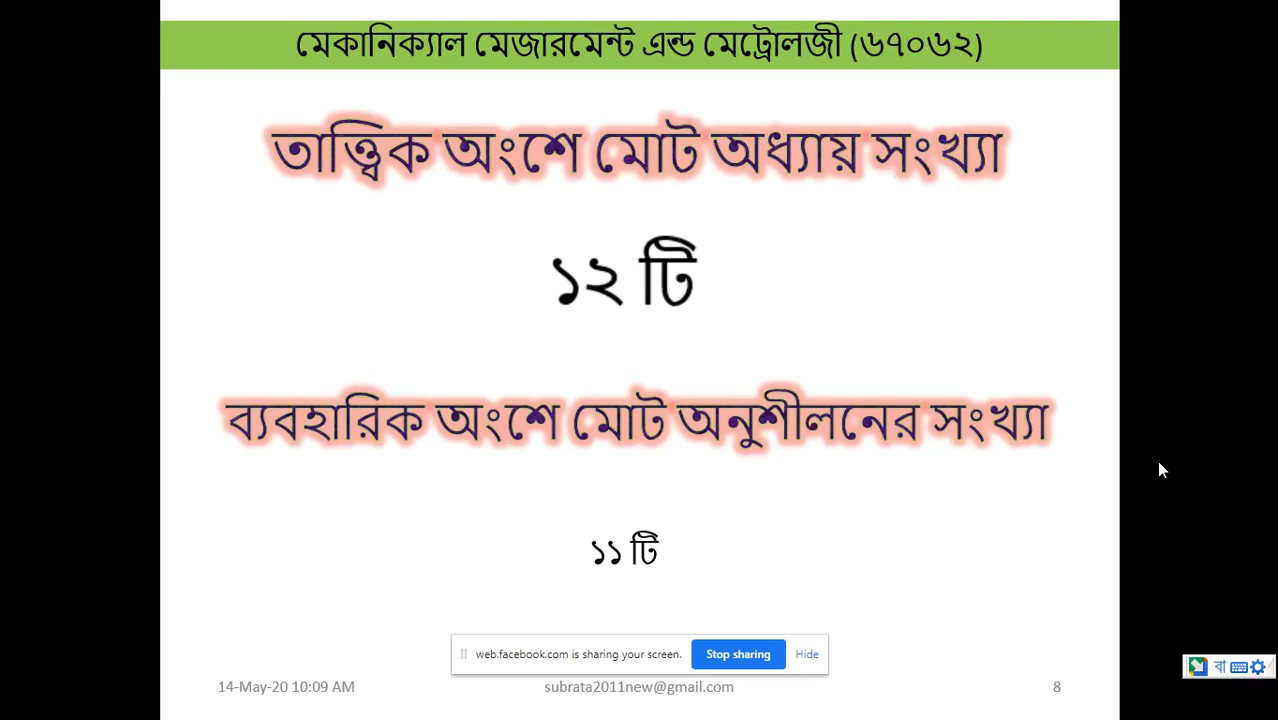 মেকানিক্যাল মেজারমেন্ট এন্ড মেট্রোলজী (৬৭০৬২)
তাত্ত্বিক অংশে মোট অধ্যায় সংখ্যা
১২ টি
ব্যবহারিক অংশে মোট অনুশীলনের সংখ্যা
১১ টি
web.facebook.com is sharing your screen. Stop sharing Hide
বা
14-May-20 10:09 AM subrata2011new@gmail.com 8